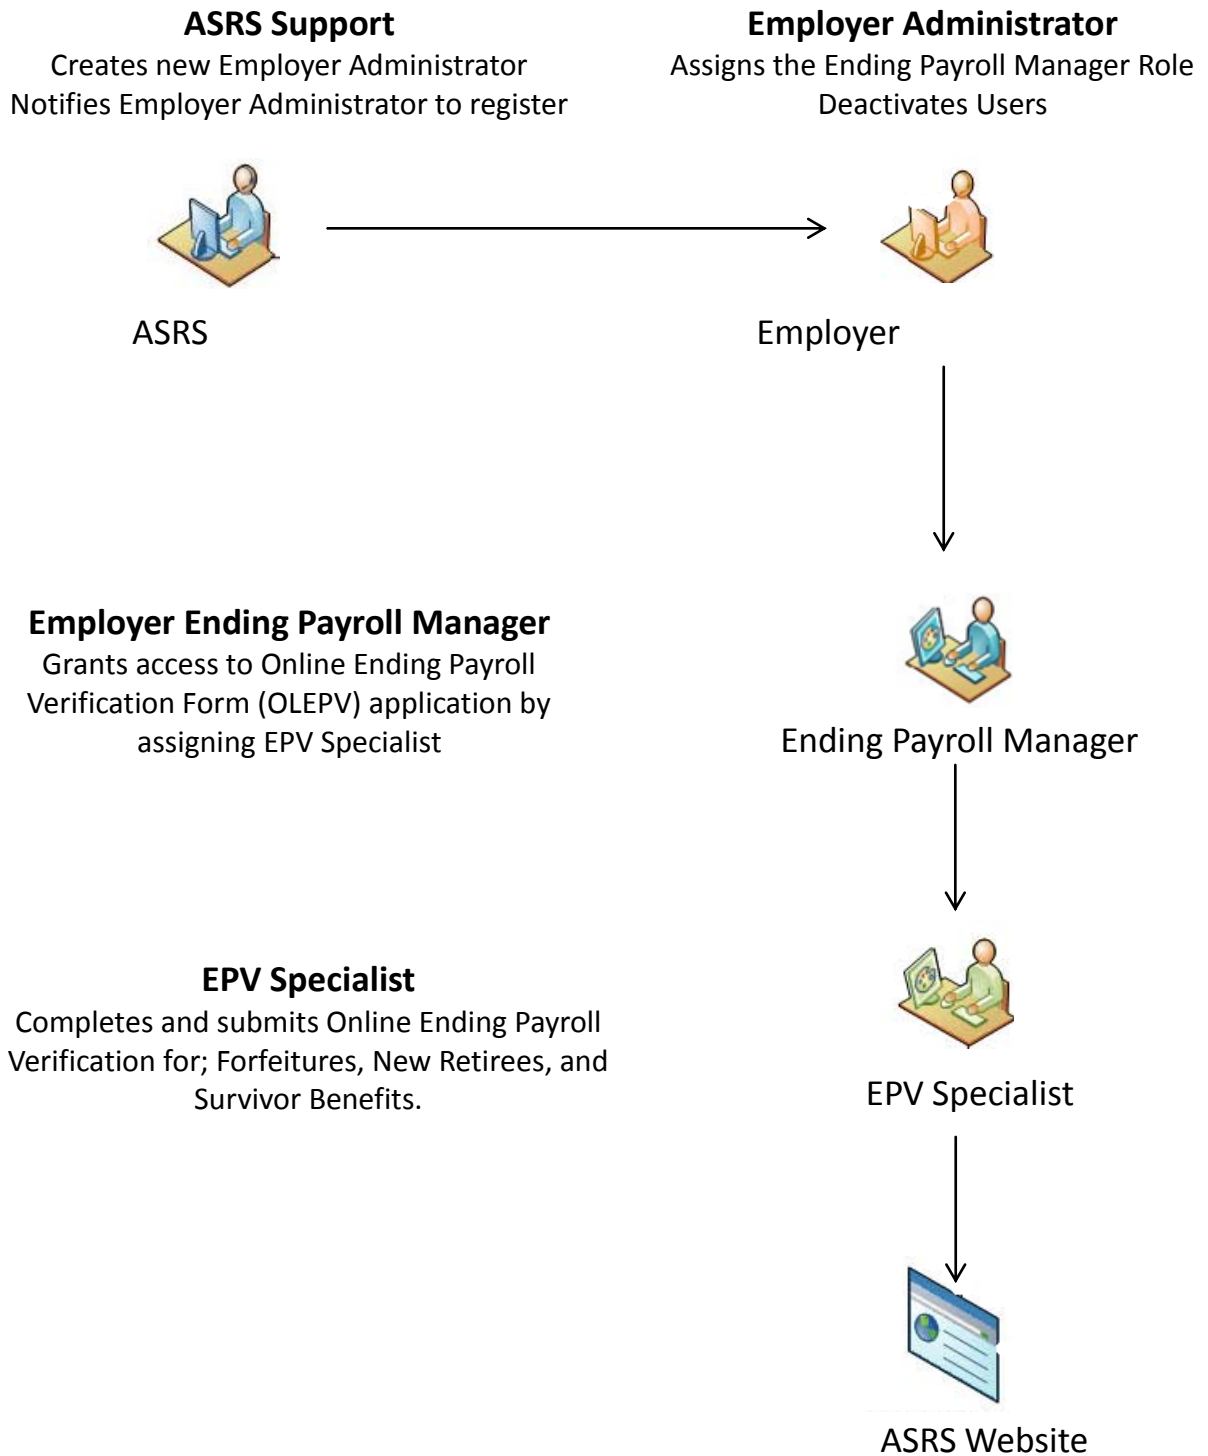 ASRS Support
Creates new Employer Administrator
Notifies Employer Administrator to register
Employer Administrator
Assigns the Ending Payroll Manager Role
Deactivates Users
ASRS
Employer
Employer Ending Payroll Manager
Grants access to Online Ending Payroll
Verification Form (OLEPV) application by
assigning EPV Specialist
Ending Payroll Manager
EPV Specialist
Completes and submits Online Ending Payroll
Verification for; Forfeitures, New Retirees, and
Survivor Benefits.
EPV Specialist
ASRS Website